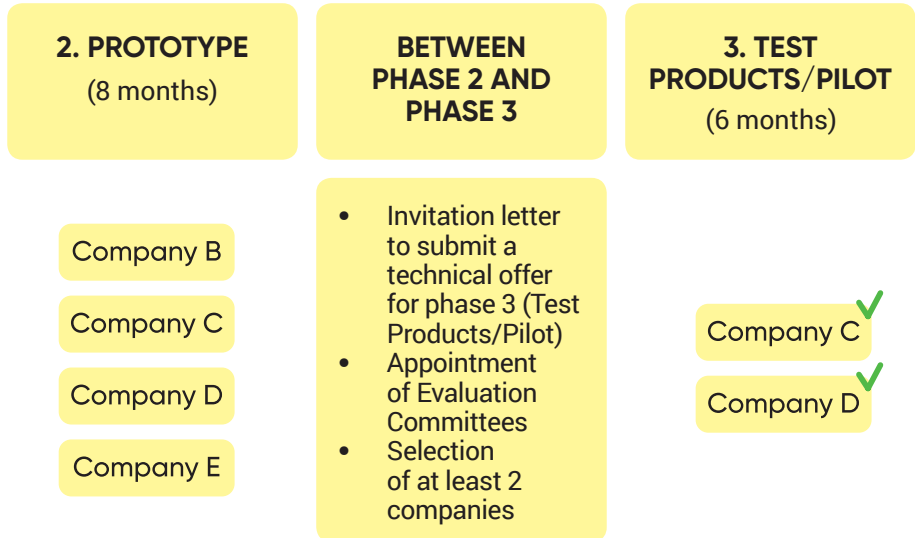 2. PROTOTYPE
(8 months)
Company B
Company C
Company D
Company E
BETWEEN
PHASE 2 AND
PHASE 3
• Invitation letter
to submit a
technical offer
for phase 3 (Test
Products/Pilot)
• Appointment
of Evaluation
Committees
• Selection
of at least 2
companies
3. TEST
PRODUCTS/PILOT
(6 months)
Company C
Company D